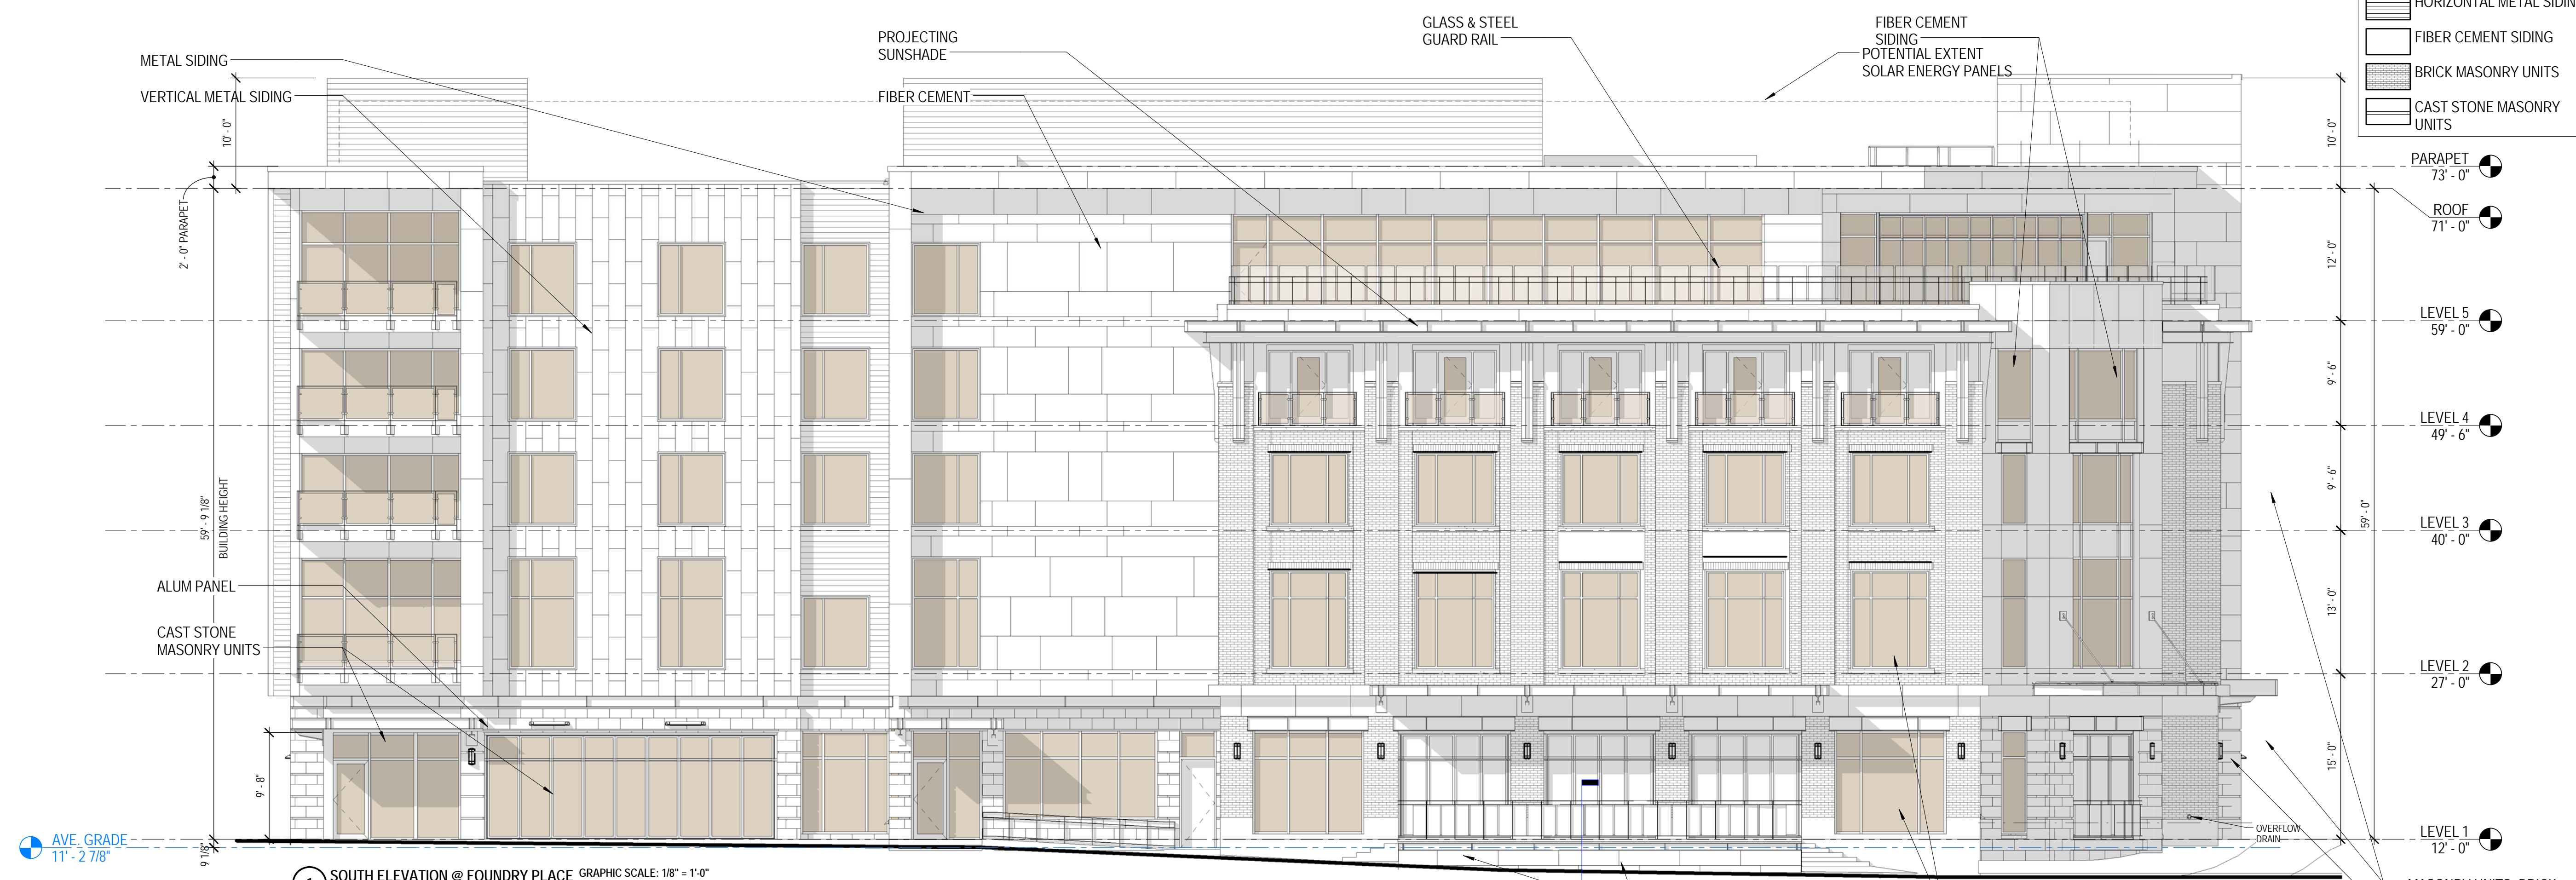 HORIZONTAL METAL SIDIN
FIBER CEMENT SIDING
BRICK MASONRY UNITS
CAST STONE MASONRY
UNITS
GLASS & STEEL
GUARD RAIL
FIBER CEMENT
SIDING
POTENTIAL EXTENT
SOLAR ENERGY PANELS
PROJECTING
SUNSHADE
FIBER CEMENT
METAL SIDING
VERTICAL METAL SIDING
10' - 0"
2' - 0" PARAPET
59' - 9 1/8"
BUILDING HEIGHT
ALUM PANEL
CAST STONE
MASONRY UNITS
9' - 8"
9 1/8"
AVE. GRADE
11' - 2 7/8"
10' - 0"
12' - 0"
9' - 6"
9' - 6"
13' - 0"
15' - 0"
59' - 0"
PARAPET
73' - 0"
ROOF
71' - 0"
LEVEL 5
59' - 0"
LEVEL 4
49' - 6"
LEVEL 3
40' - 0"
LEVEL 2
27' - 0"
LEVEL 1
12' - 0"
OVERFLOW
DRAIN
SOUTH ELEVATION @ FOUNDRY PLACE GRAPHIC SCALE: 1/8" = 1'-0"